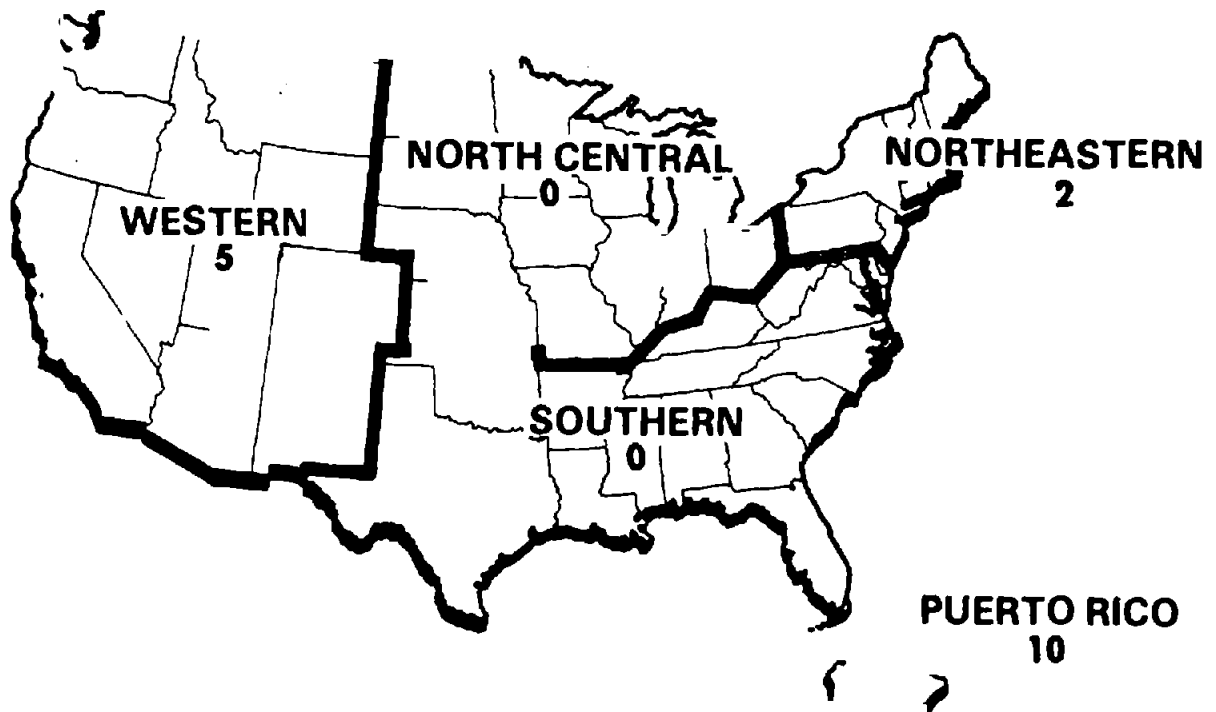 NORTH CENTRAL
0
NORTHEASTERN
2
WESTERN
5
SOUTHERN
0
PUERTO RICO
10